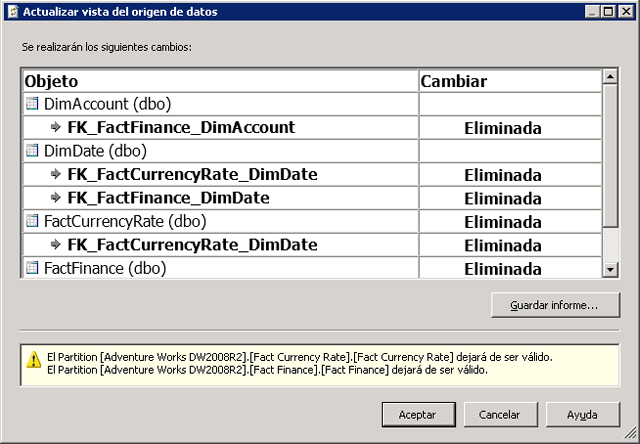 Actualizar vista del origen de datos
Se realizarán los siguientes cambios:
Objeto Cambiar
DimAccount (dbo)
FK_FactFinance_DimAccount Eliminada
DimDate (dbo)
FK_FactCurrencyRate_DimDate Eliminada
FK_FactFinance_DimDate Eliminada
FactCurrencyRate (dbo) Eliminada
FK_FactCurrencyRate_DimDate Eliminada
FactFinance (dbo) Eliminada
Guardar informe...
El Partition [Adventure Works DW2008R2].[Fact Currency Rate].[Fact Currency Rate] dejará de ser válido.
El Partition [Adventure Works DW2008R2].[Fact Finance].[Fact Finance] dejará de ser válido.
Aceptar Cancelar Ayuda